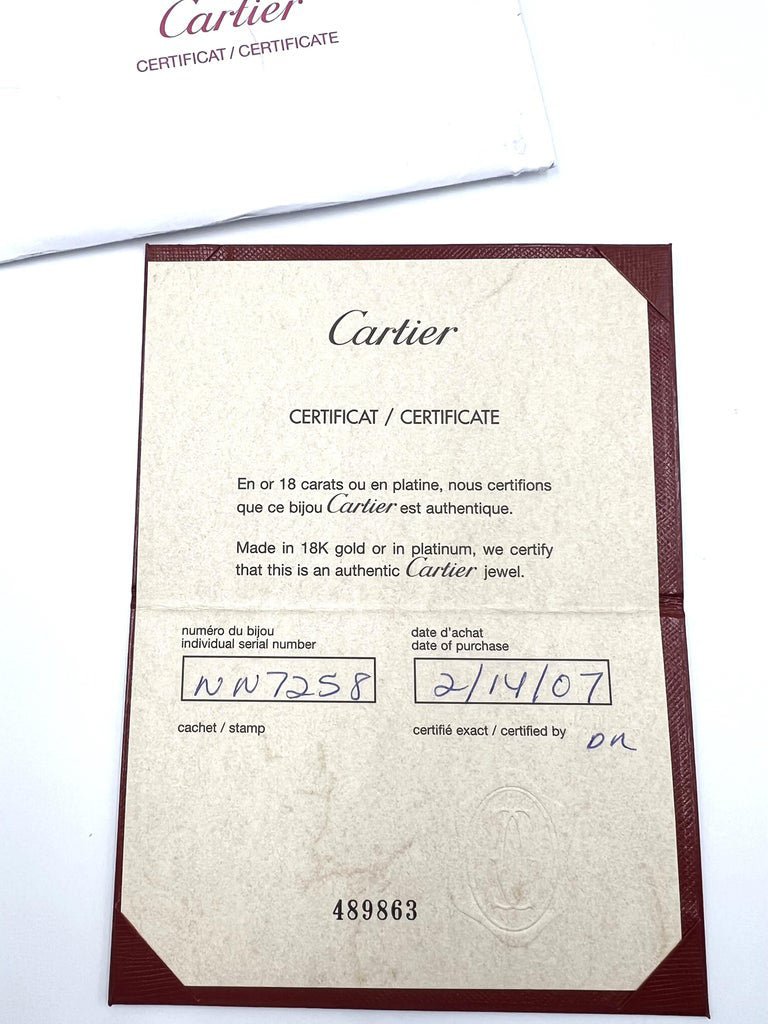 Cartier
CERTIFICAT / CERTIFICATE
Cartier
CERTIFICAT / CERTIFICATE
En or 18 carats ou en platine, nous certifions
que ce bijou Cartier est authentique.
Made in 18K gold or in platinum, we certify
that this is an authentic Cartier jewel.
numéro du bijou
individual serial number
NN7258
date d'achat
date of purchase
2/14/07
cachet / stamp
certifié exact / certified by
DR
489863